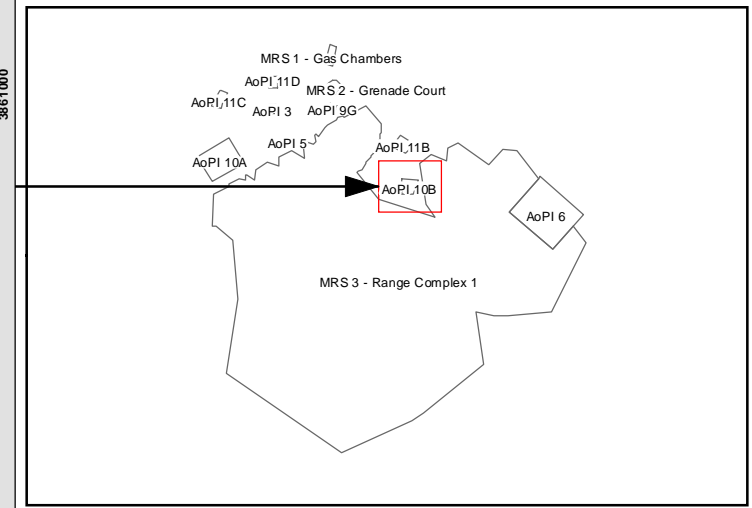 3861000
MRS 1 - Gas Chambers
AoPI 11D
MRS 2 - Grenade Court
AoPI 11C
AoPI 3
AoPI 9G
AoPI 5
AoPI 11B
AoPI 10A
AoPI 10B
AoPI 6
MRS 3 - Range Complex 1